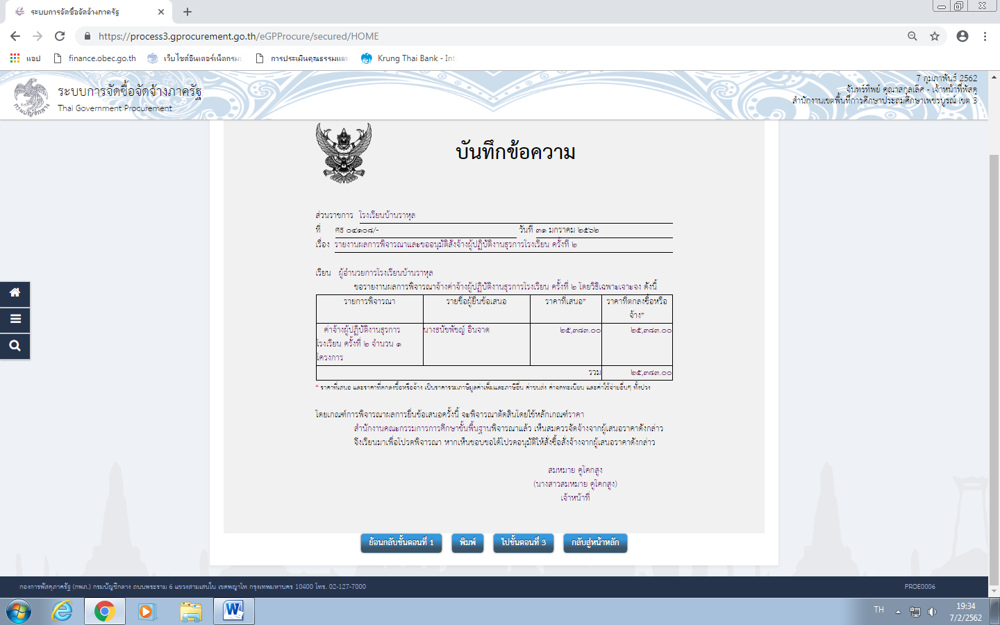 ระบบการจัดซื้อจัดจ้างภาครัฐ
https://process3.gprocurement.go.th/eGPProcure/secured/HOME
แอป finance.obec.go.th เว็บไซต์อินเตอร์เน็ตกรมบ การประเมินคุณธรรมและ Krung Thai Bank - Int
ระบบการจัดซื้อจัดจ้างภาครัฐ
Thai Government Procurement
7 กุมภาพันธ์ 2562
จันทร์ทิพย์ คุณาสกุลเลิศ - เจ้าหน้าที่พัสดุ
สำนักงานเขตพื้นที่การศึกษาประถมศึกษาเพชรบูรณ์ เขต 3
กรมบัญชีกลาง
บันทึกข้อความ
ส่วนราชการ โรงเรียนบ้านราหุล
ที่ ศธ ๐๔๑๐๘/- วันที่ ๓๑ มกราคม ๒๕๖๒
เรื่อง รายงานผลการพิจารณาและขออนุมัติสั่งจ้างผู้ปฏิบัติงานธุรการโรงเรียน ครั้งที่ ๒
เรียน ผู้อำนวยการโรงเรียนบ้านราหุล
ขอรายงานผลการพิจารณาจ้างค่าจ้างผู้ปฏิบัติงานธุรการโรงเรียน ครั้งที่ ๒ โดยวิธีเฉพาะเจาะจง ดังนี้
รายการพิจารณา รายชื่อผู้ยื่นข้อเสนอ ราคาที่เสนอ* ราคาที่ตกลงซื้อหรือ
จ้าง*
ค่าจ้างผู้ปฏิบัติงานธุรการ นางธนัชพัชญ์ อินจาด ๒๕,๓๘๓.๐๐ ๒๕,๓๘๓.๐๐
โรงเรียน ครั้งที่ ๒ จำนวน ๑
โครงการ
รวม ๒๕,๓๘๓.๐๐
* ราคาที่เสนอ และราคาที่ตกลงซื้อหรือจ้าง เป็นราคารวมภาษีมูลค่าเพิ่มและภาษีอื่น ค่าขนส่ง ค่าจดทะเบียน และค่าใช้จ่ายอื่นๆ ทั้งปวง
โดยเกณฑ์การพิจารณาผลการยื่นข้อเสนอครั้งนี้ จะพิจารณาตัดสินโดยใช้หลักเกณฑ์ราคา
สำนักงานคณะกรรมการการศึกษาขั้นพื้นฐานพิจารณาแล้ว เห็นสมควรจัดจ้างจากผู้เสนอราคาดังกล่าว
จึงเรียนมาเพื่อโปรดพิจารณา หากเห็นชอบขอได้โปรดอนุมัติให้สั่งซื้อสั่งจ้างจากผู้เสนอราคาดังกล่าว
สมหมาย คูโคกสูง
(นางสาวสมหมาย คูโคกสูง)
เจ้าหน้าที่
ย้อนกลับขั้นตอนที่ 1 พิมพ์ ไปขั้นตอนที่ 3 กลับสู่หน้าหลัก
กองการพัสดุภาครัฐ (กพภ.) กรมบัญชีกลาง ถนนพระราม 6 แขวงสามเสนใน เขตพญาไท กรุงเทพมหานคร 10400 โทร. 02-127-7000 PROE0006
TH 19:34
7/2/2562